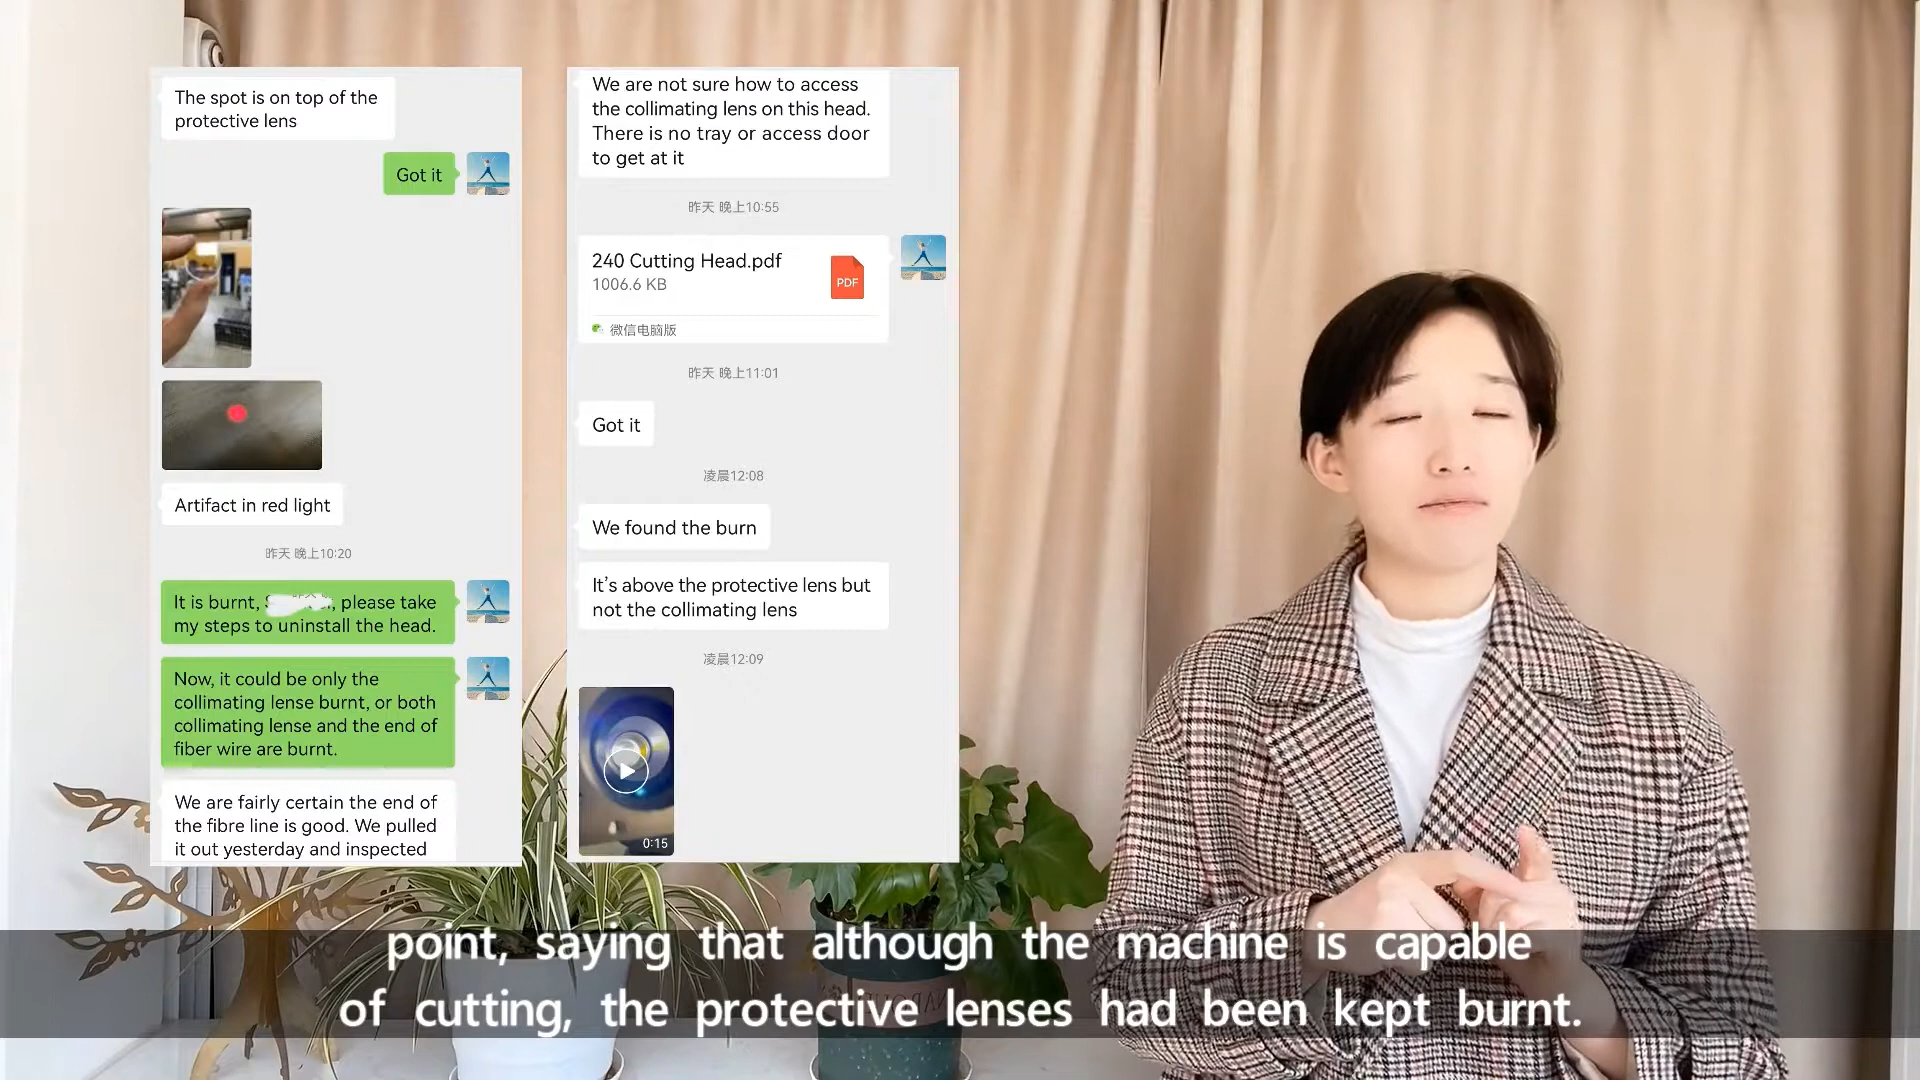 The spot is on top of the
protective lens
Got it
Artifact in red light
昨天 晚上10:20
It is burnt, , please take
my steps to uninstall the head.
Now, it could be only the
collimating lense burnt, or both
collimating lense and the end of
fiber wire are burnt.
We are fairly certain the end of
the fibre line is good. We pulled
it out yesterday and inspected
We are not sure how to access
the collimating lens on this head.
There is no tray or access door
to get at it
昨天 晚上10:55
240 Cutting Head.pdf
1006.6 KB
PDF
微信电脑版
昨天 晚上11:01
Got it
凌晨12:08
We found the burn
It's above the protective lens but
not the collimating lens
凌晨12:09
0:15
point, saying that although the machine is capable
of cutting, the protective lenses had been kept burnt.